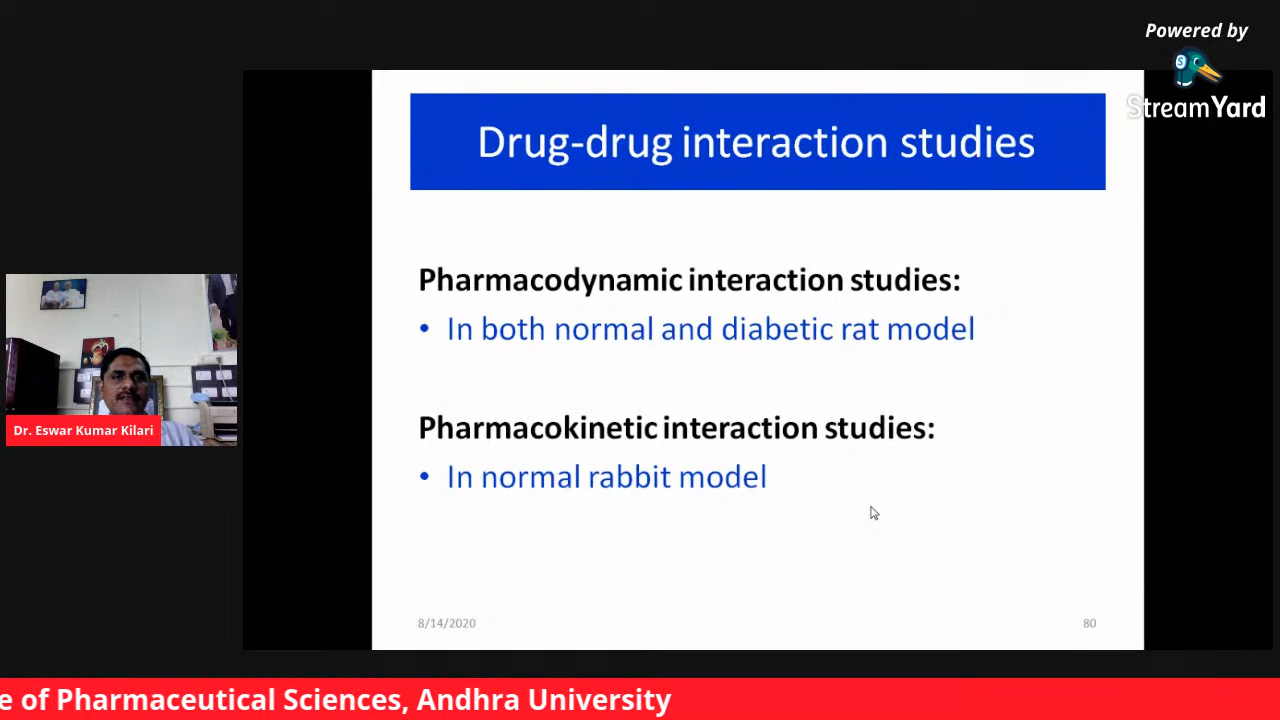 Powered by
StreamYard
Drug-drug interaction studies
Pharmacodynamic interaction studies:
• In both normal and diabetic rat model
Pharmacokinetic interaction studies:
• In normal rabbit model
8/14/2020
80
Dr. Eswar Kumar Kilari
e of Pharmaceutical Sciences, Andhra University